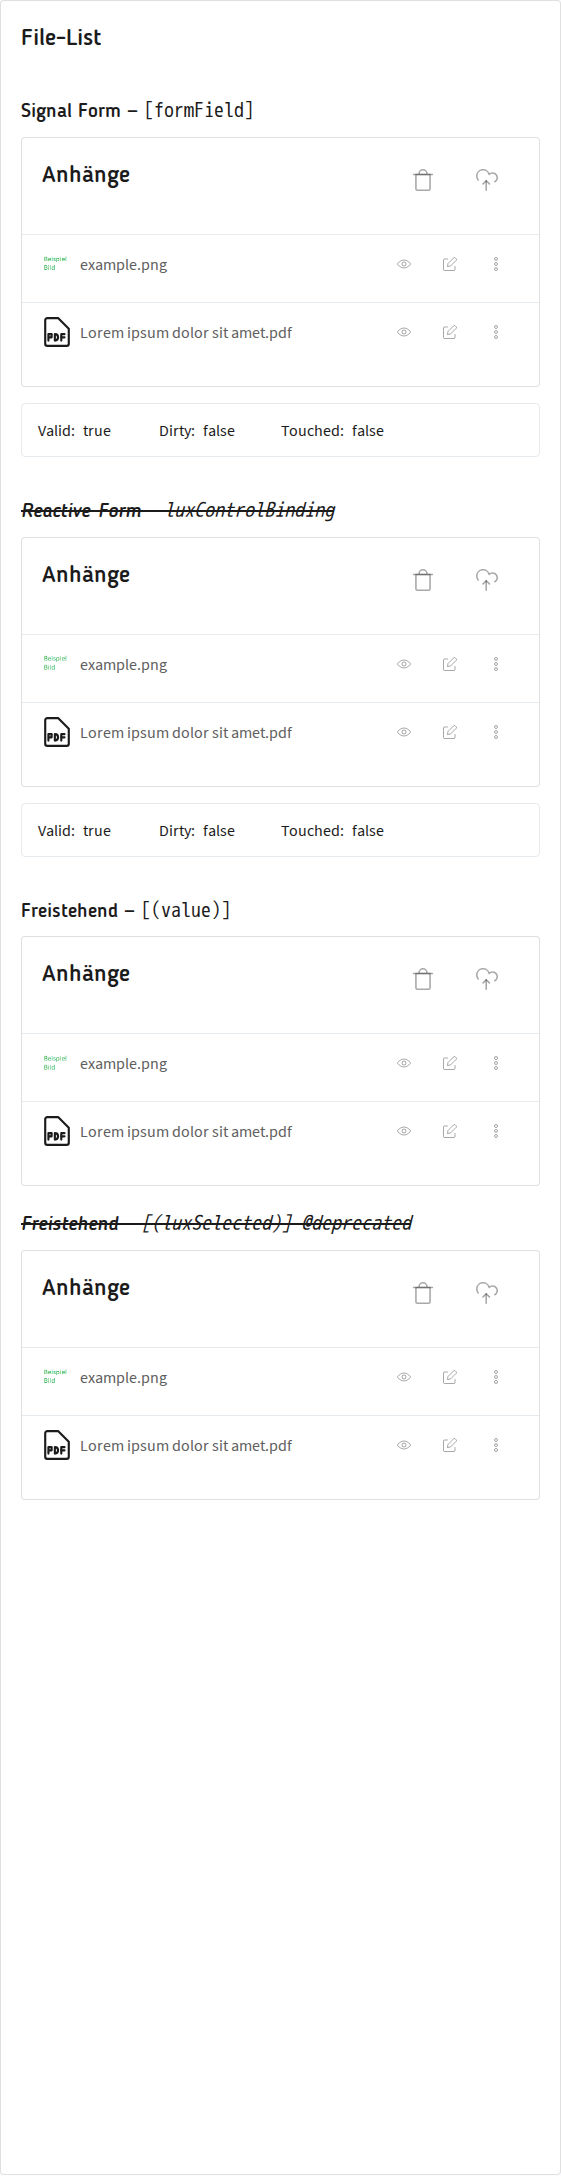 File-List
Signal Form – [formField]
Anhänge
Beispiel
Bild
example.png
PDF
Lorem ipsum dolor sit amet.pdf
Valid: true Dirty: false Touched: false
Reactive Form – luxControlBinding
Anhänge
Beispiel
Bild
example.png
PDF
Lorem ipsum dolor sit amet.pdf
Valid: true Dirty: false Touched: false
Freistehend – [(value)]
Anhänge
Beispiel
Bild
example.png
PDF
Lorem ipsum dolor sit amet.pdf
Freistehend – [(luxSelected)] @deprecated
Anhänge
Beispiel
Bild
example.png
PDF
Lorem ipsum dolor sit amet.pdf